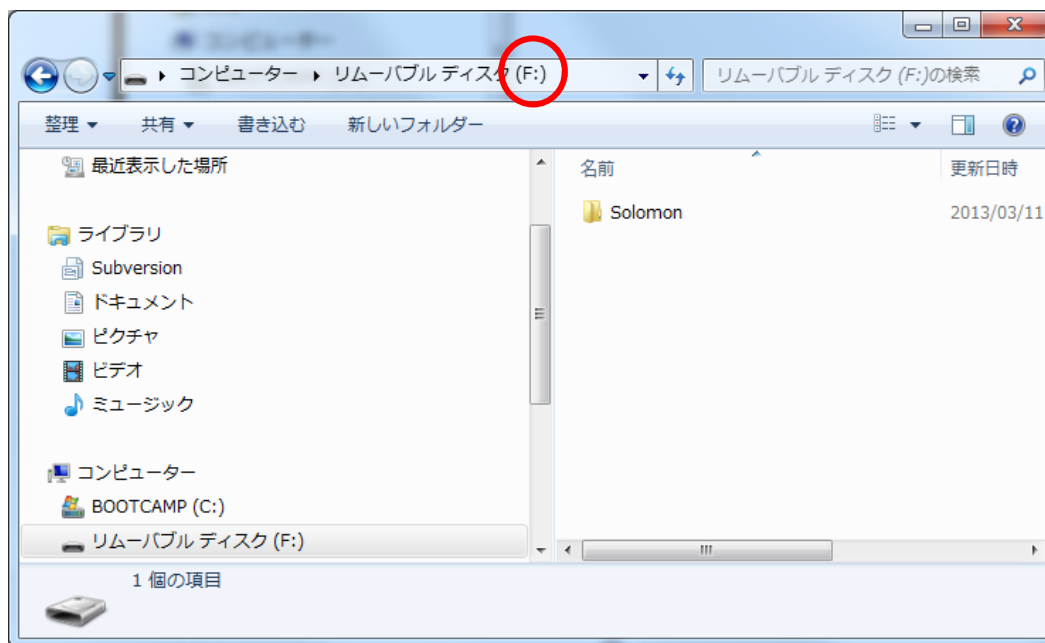 コンピューター リムーバブル ディスク (F:) リムーバブル ディスク (F:)の検索
整理 共有 書き込む 新しいフォルダー
最近表示した場所
ライブラリ
Subversion
ドキュメント
ピクチャ
ビデオ
ミュージック
コンピューター
BOOTCAMP (C:)
リムーバブル ディスク (F:)
名前 更新日時
Solomon 2013/03/11
1 個の項目